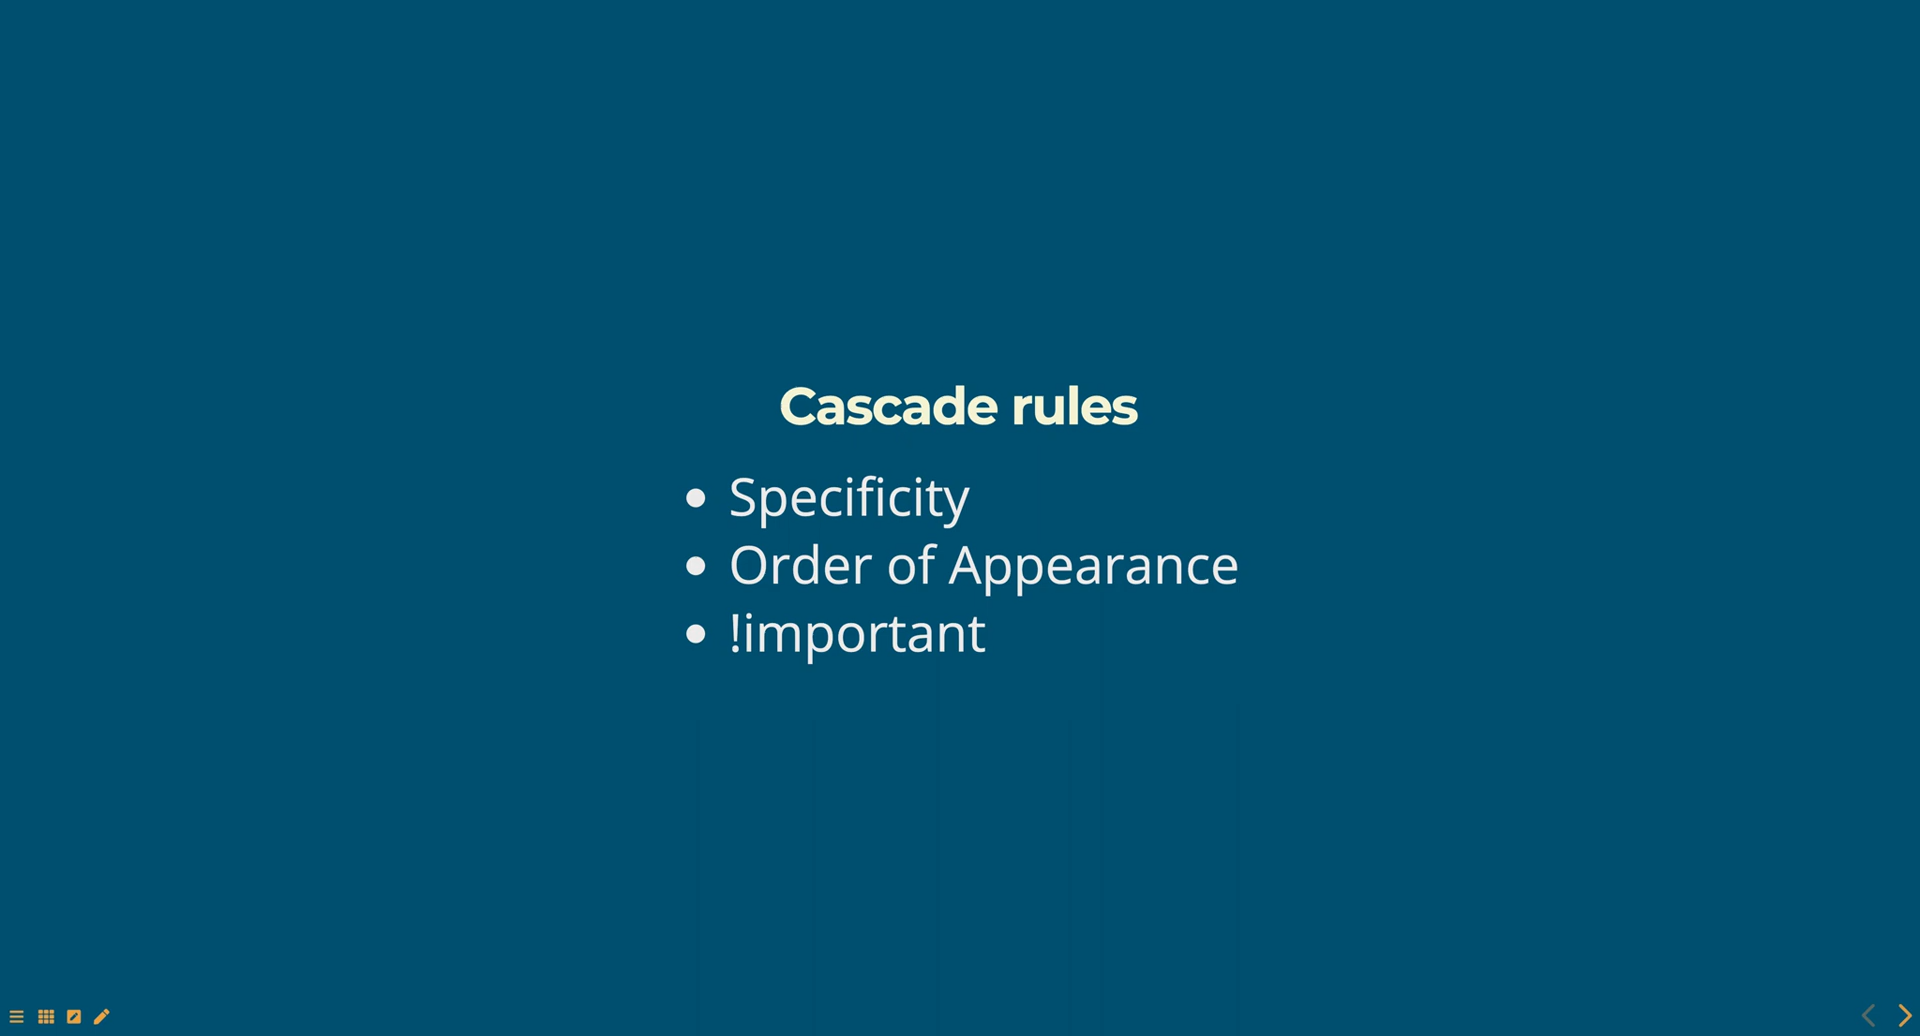 Cascade rules
Specificity
Order of Appearance
!important